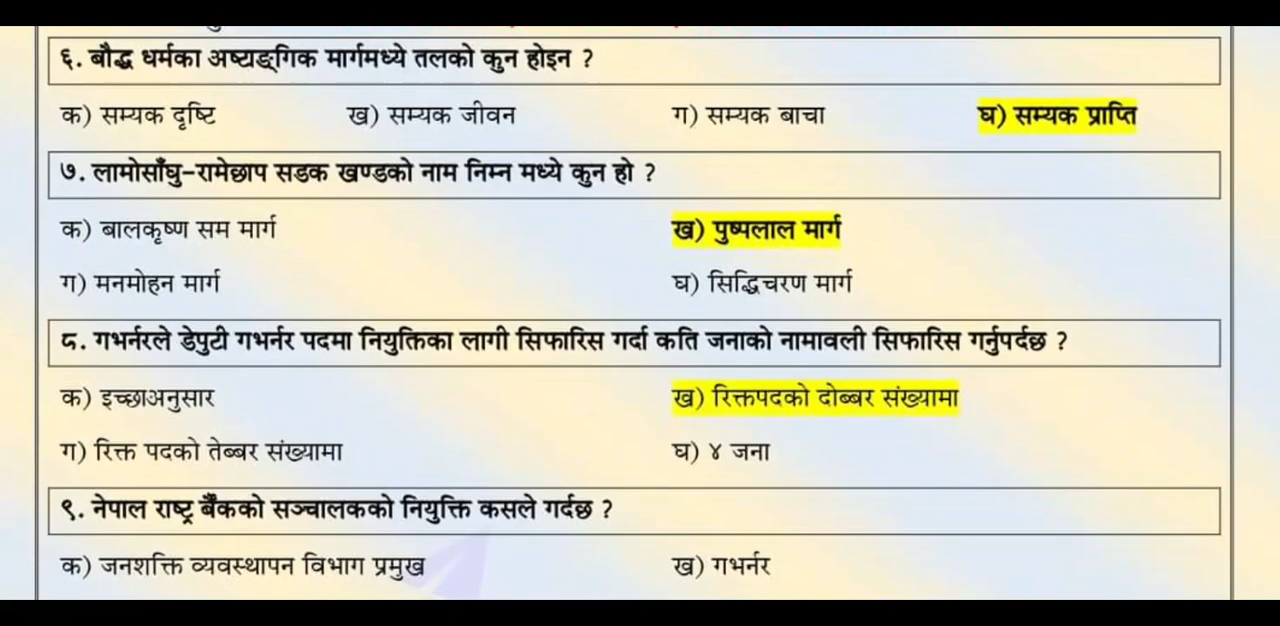 ६. बौद्ध धर्मका अष्टाङ्गिक मार्गमध्ये तलको कुन होइन ?
क) सम्यक दृष्टि ख) सम्यक जीवन ग) सम्यक बाचा घ) सम्यक प्राप्ति
७. लामोसाँघु-रामेछाप सडक खण्डको नाम निम्न मध्ये कुन हो ?
क) बालकृष्ण सम मार्ग ख) पुष्पलाल मार्ग
ग) मनमोहन मार्ग घ) सिद्धिचरण मार्ग
८. गभर्नरले डेपुटी गभर्नर पदमा नियुक्तिका लागी सिफारिस गर्दा कति जनाको नामावली सिफारिस गर्नुपर्दछ ?
क) इच्छाअनुसार ख) रिक्तपदको दोब्बर संख्यामा
ग) रिक्त पदको तेब्बर संख्यामा घ) ४ जना
९. नेपाल राष्ट्र बैंकको सञ्चालकको नियुक्ति कसले गर्दछ ?
क) जनशक्ति व्यवस्थापन विभाग प्रमुख ख) गभर्नर